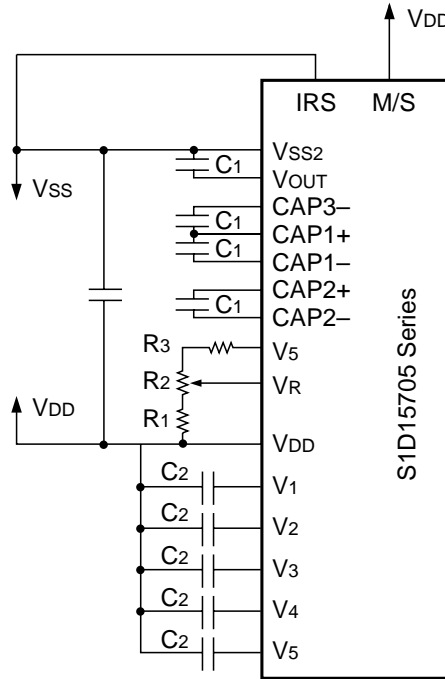 VDD
IRS M/S
VSS
C1
VSS2
VOUT
C1
CAP3–
CAP1+
C1
CAP1–
CAP2+
C1
CAP2–
R3
V5
R2
VR
R1
VDD
VDD
C2
V1
C2
V2
C2
V3
C2
V4
C2
V5
S1D15705 Series